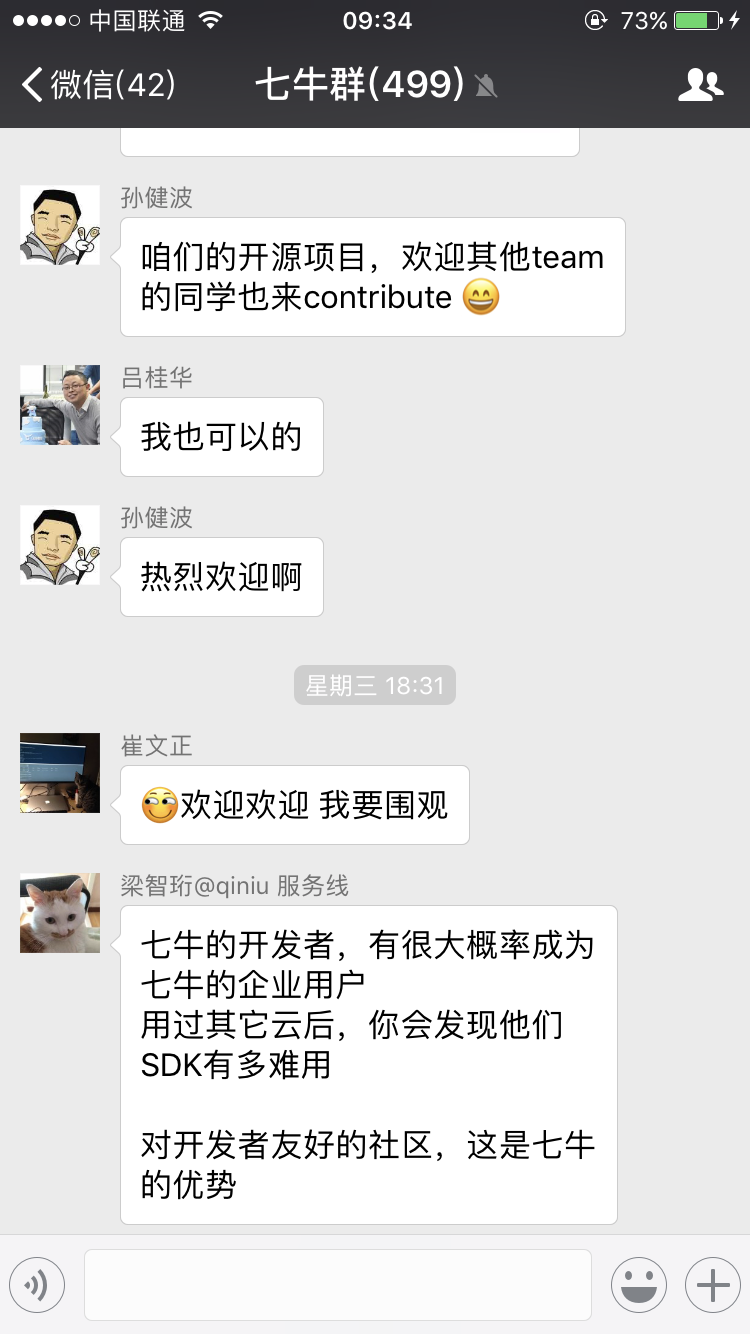 中国联通 09:34 73%
微信(42) 七牛群(499)
孙健波
咱们的开源项目，欢迎其他team
的同学也来contribute 😄
吕桂华
我也可以的
孙健波
热烈欢迎啊
星期三 18:31
崔文正
欢迎欢迎 我要围观
梁智珩@qiniu 服务线
七牛的开发者，有很大概率成为
七牛的企业用户
用过其它云后，你会发现他们
SDK有多难用
对开发者友好的社区，这是七牛
的优势